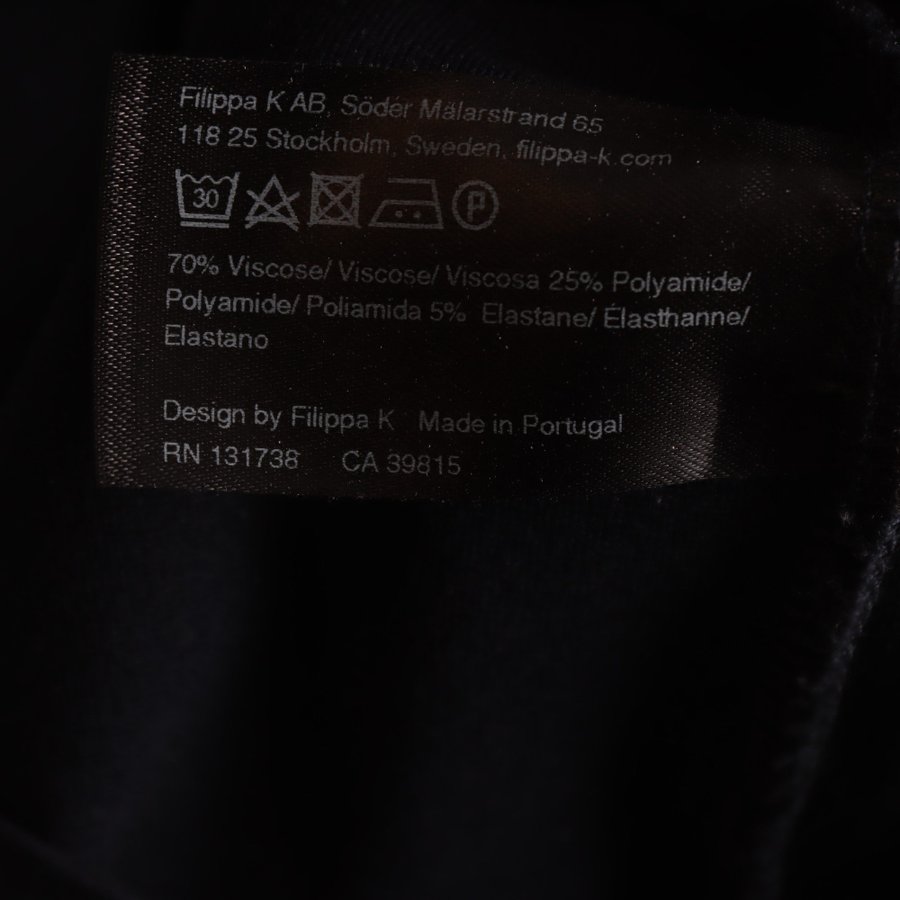 Filippa K AB, Söder Mälarstrand 65
118 25 Stockholm, Sweden, filippa-k.com
30 P
70% Viscose/ Viscose/ Viscosa 25% Polyamide/
Polyamide/ Poliamida 5% Elastane/ Élasthanne/
Elastano
Design by Filippa K Made in Portugal
RN 131738 CA 39815